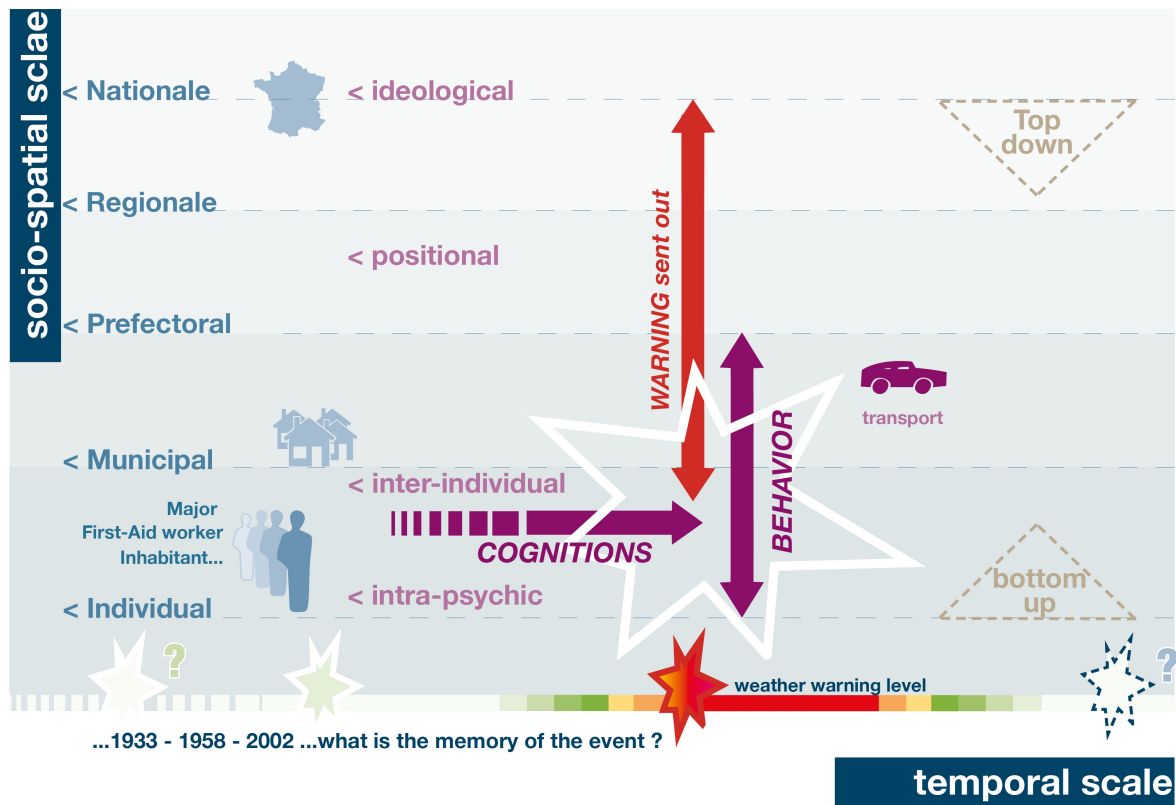 socio-spatial sclae
< Nationale
< ideological
Top
down
< Regionale
WARNING sent out
< positional
< Prefectoral
transport
BEHAVIOR
< Municipal
< inter-individual
Major
First-Aid worker
Inhabitant...
COGNITIONS
bottom
up
< Individual
< intra-psychic
?
?
weather warning level
...1933 - 1958 - 2002 ...what is the memory of the event ?
temporal scale